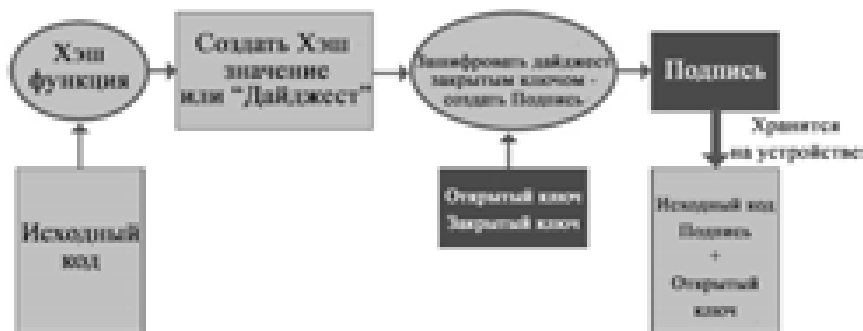 Хэш
функция
Создать Хэш
значение
или “Дайджест”
Зашифровать дайджест
закрытым ключом -
создать Подпись
Подпись
Хранятся
на устройстве
Исходный
код
Открытый ключ
Закрытый ключ
Исходный код
Подпись
+
Открытый
ключ